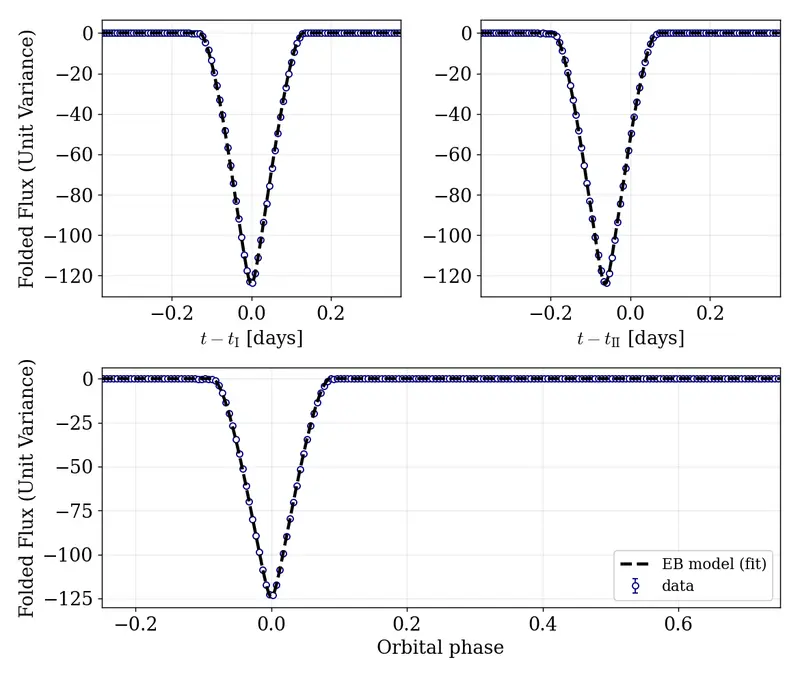 Folded Flux (Unit Variance)
0
−20
−40
−60
−80
−100
−120
−0.2 0.0 0.2
t − t_I [days]
0
−20
−40
−60
−80
−100
−120
−0.2 0.0 0.2
t − t_II [days]
Folded Flux (Unit Variance)
0
−25
−50
−75
−100
−125
−0.2 0.0 0.2 0.4 0.6
Orbital phase
EB model (fit)
data